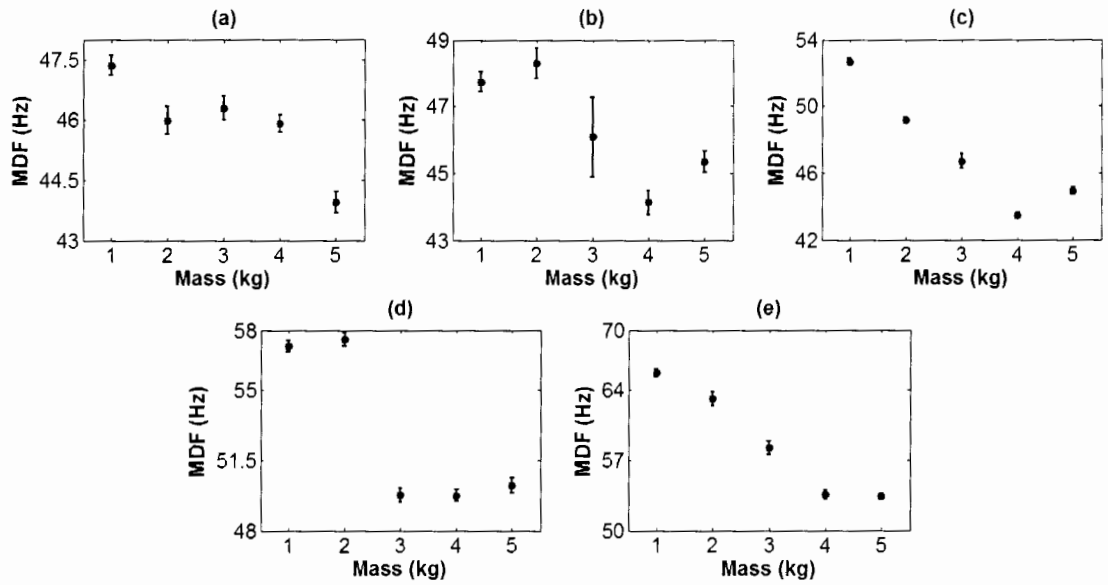 (a)
MDF (Hz)
47.5
46
44.5
43
1 2 3 4 5
Mass (kg)
(b)
MDF (Hz)
49
47
45
43
1 2 3 4 5
Mass (kg)
(c)
MDF (Hz)
54
50
46
42
1 2 3 4 5
Mass (kg)
(d)
MDF (Hz)
58
55
51.5
48
1 2 3 4 5
Mass (kg)
(e)
MDF (Hz)
70
64
57
50
1 2 3 4 5
Mass (kg)